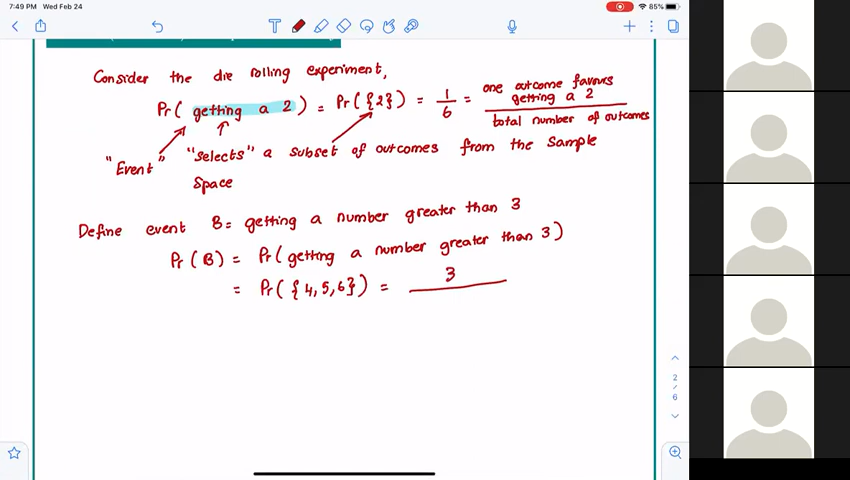 7:49 PM Wed Feb 24
85%
Consider the die rolling experiment,
Pr( getting a 2 ) = Pr({2}) = 1/6 = one outcome favours getting a 2 / total number of outcomes
"Event" "selects" a subset of outcomes from the sample
space
Define event B= getting a number greater than 3
Pr (B) = Pr( getting a number greater than 3)
= Pr( {4,5,6}) = 3
2
/
6